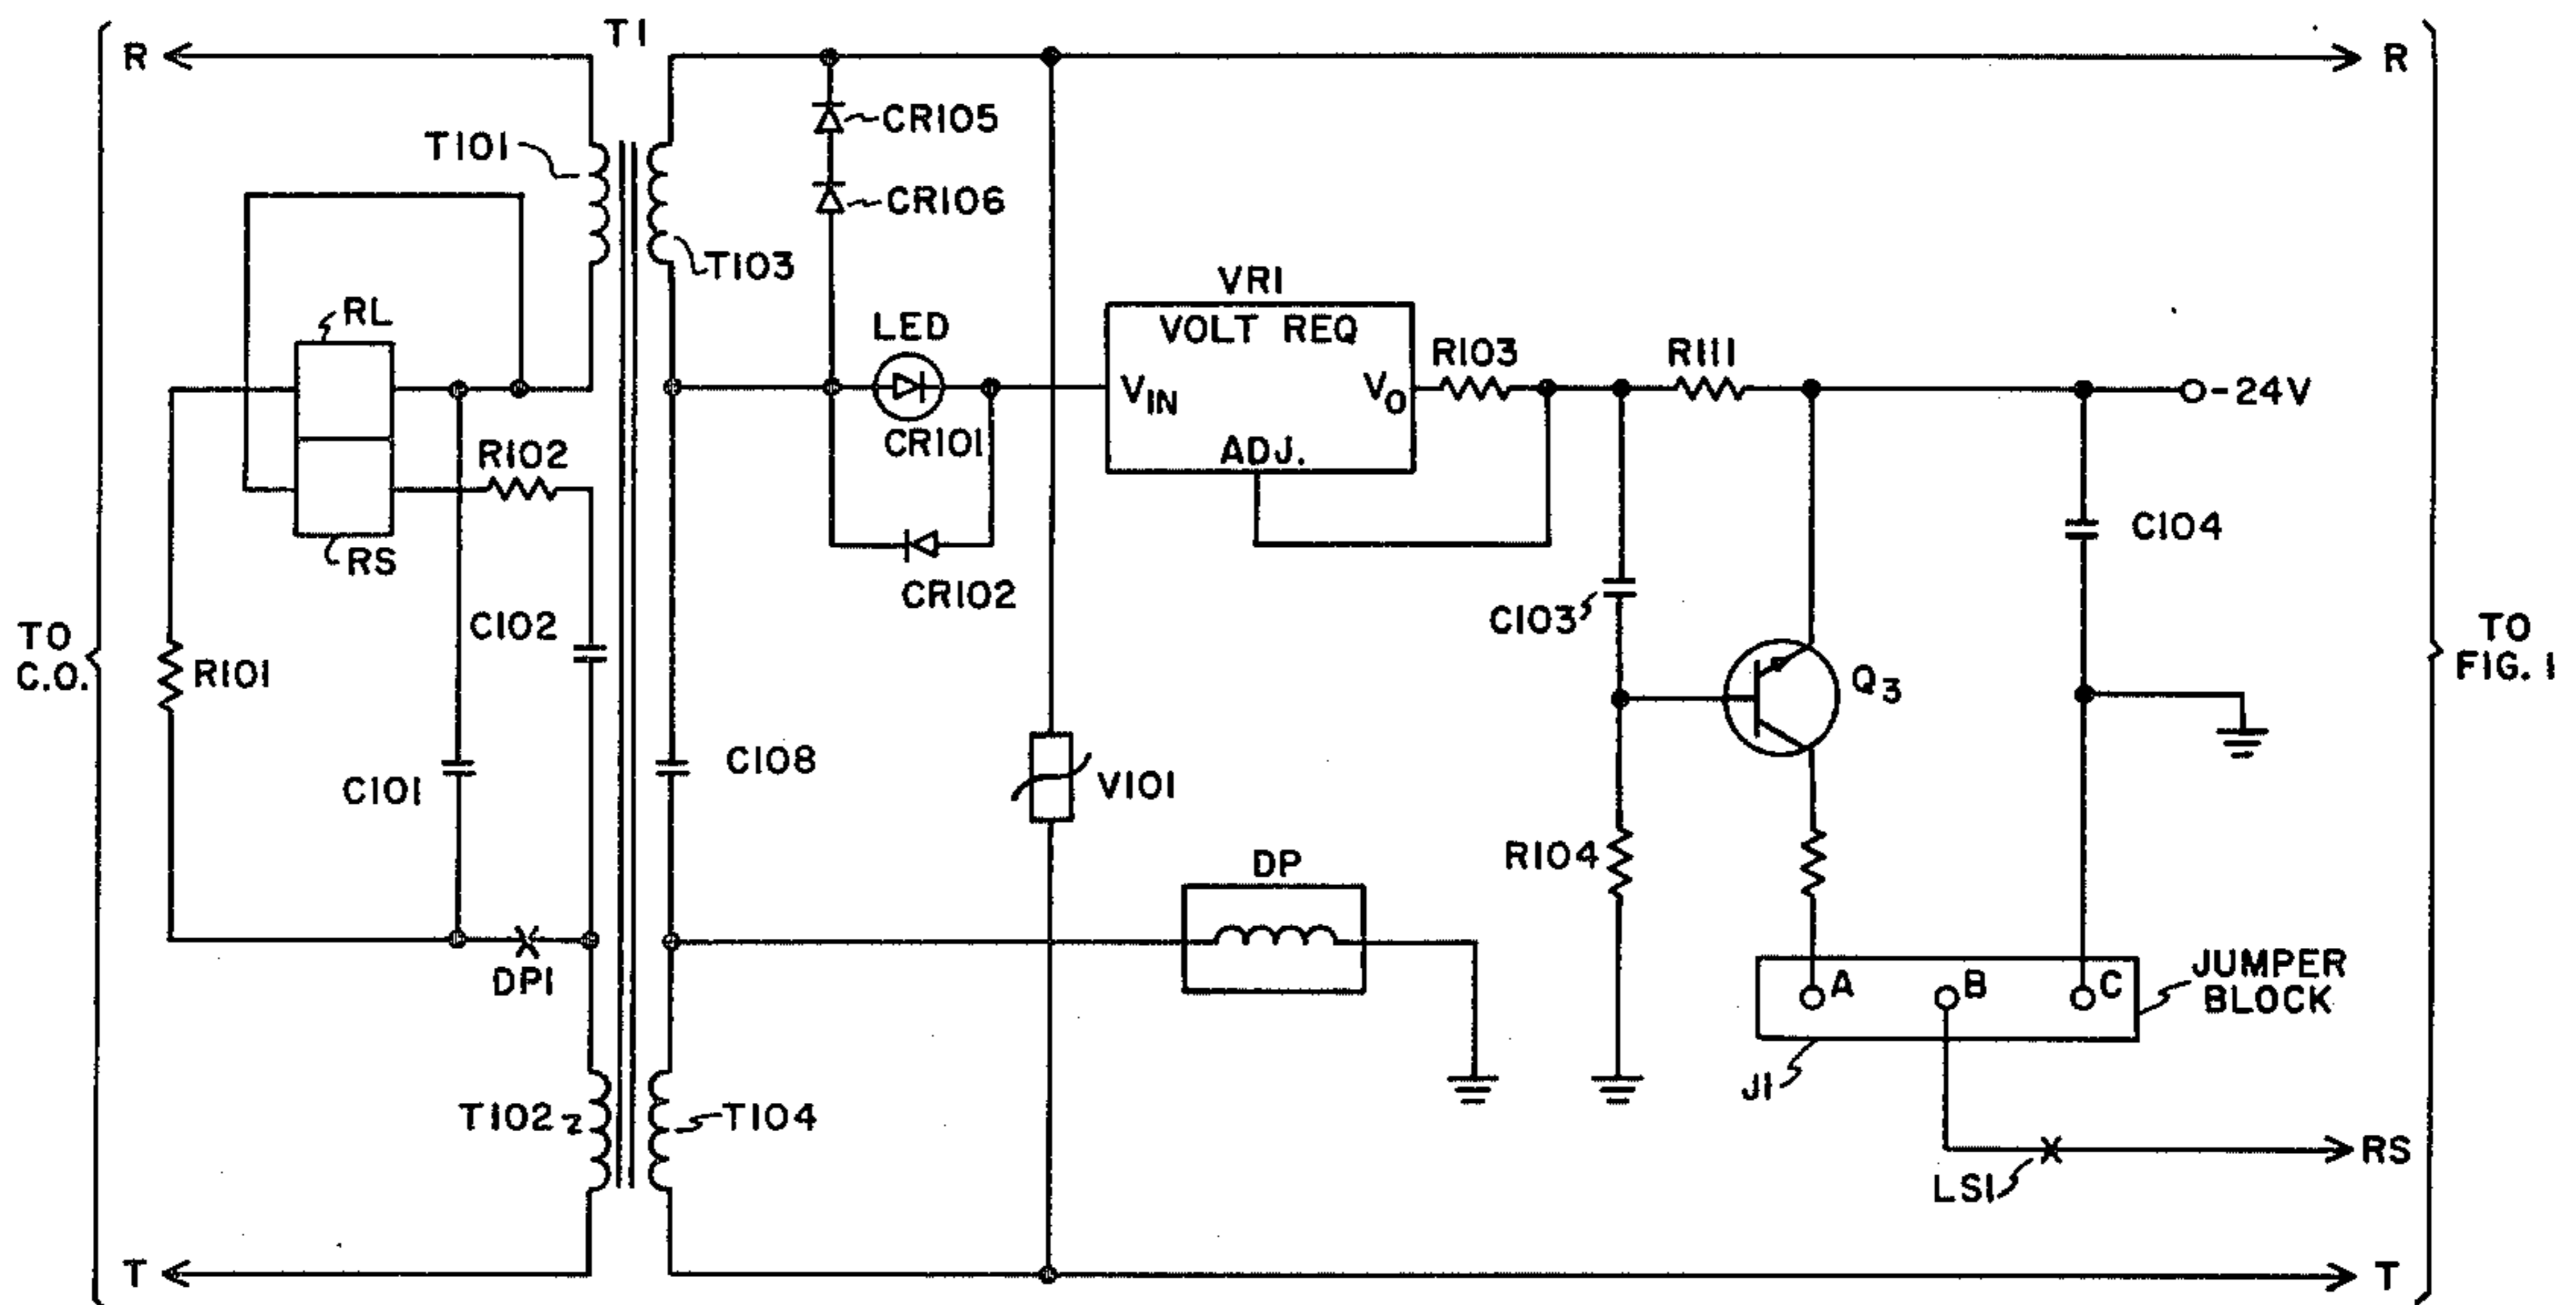 T1
R
R
CR105
T101
CR106
T103
VR1
RL
LED
VOLT REQ
R103
R111
VIN
VO
-24V
CR101
ADJ.
R102
C104
RS
CR102
C103
C102
TO
C.O.
R101
Q3
TO
FIG. 1
C101
C108
V101
R104
DP
DP1
A
B
C
JUMPER
BLOCK
J1
T102
T104
RS
LS1
T
T